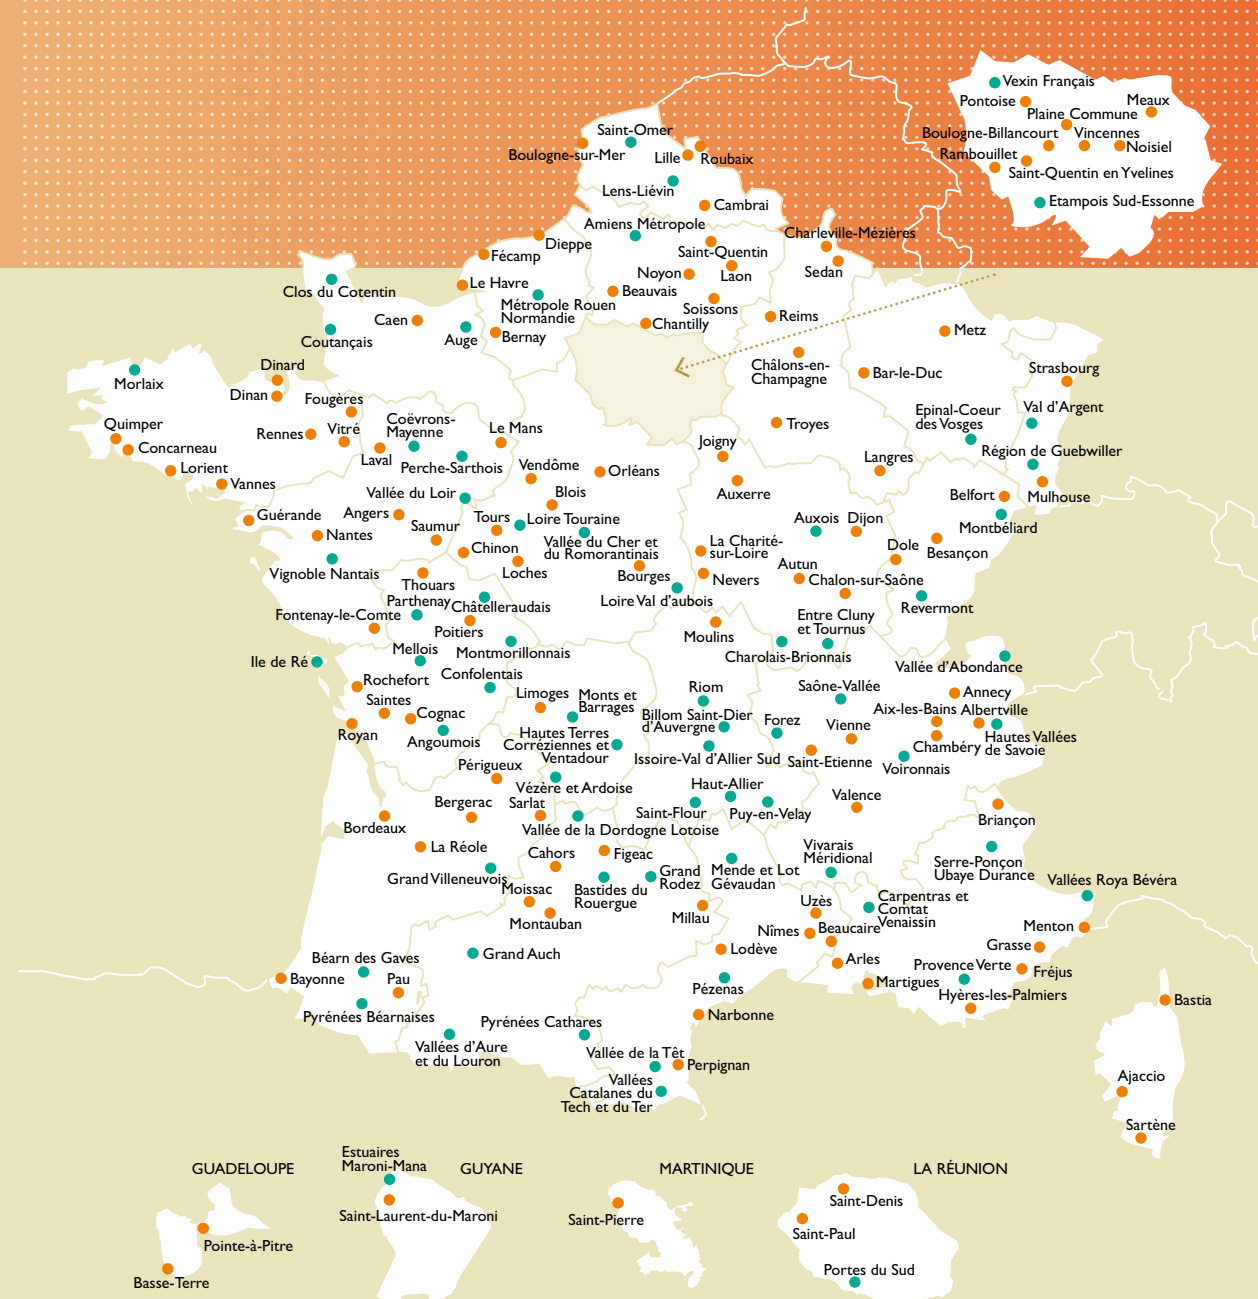 Vexin Français
Pontoise
Meaux
Plaine Commune
Boulogne-Billancourt
Vincennes
Noisiel
Rambouillet
Saint-Quentin en Yvelines
Etampois Sud-Essonne
Saint-Omer
Boulogne-sur-Mer
Lille
Roubaix
Lens-Liévin
Cambrai
Amiens Métropole
Charleville-Mézières
Dieppe
Saint-Quentin
Fécamp
Sedan
Noyon
Laon
Le Havre
Clos du Cotentin
Beauvais
Métropole Rouen
Normandie
Soissons
Caen
Chantilly
Reims
Coutançais
Auge
Bernay
Metz
Dinard
Châlons-en-
Champagne
Bar-le-Duc
Strasbourg
Morlaix
Dinan
Fougères
Val d'Argent
Epinal-Coeur
des Vosges
Quimper
Coëvrons-
Mayenne
Vitré
Rennes
Le Mans
Troyes
Concarneau
Joigny
Région de Guebwiller
Laval
Perche-Sarthois
Langres
Lorient
Vendôme
Orléans
Vannes
Vallée du Loir
Blois
Auxerre
Belfort
Mulhouse
Guérande
Angers
Tours
Loire Touraine
Auxois
Dijon
Montbéliard
Saumur
Nantes
Vallée du Cher et
du Romorantinais
La Charité-
sur-Loire
Dole
Besançon
Chinon
Autun
Vignoble Nantais
Loches
Bourges
Nevers
Chalon-sur-Saône
Thouars
Parthenay
Châtelleraudais
Loire Val d'aubois
Revermont
Fontenay-le-Comte
Entre Cluny
et Tournus
Poitiers
Moulins
Mellois
Montmorillonnais
Charolais-Brionnais
Ile de Ré
Vallée d'Abondance
Confolentais
Rochefort
Riom
Saône-Vallée
Annecy
Saintes
Limoges
Monts et
Barrages
Cognac
Billom Saint-Dier
d'Auvergne
Forez
Aix-les-Bains
Albertville
Vienne
Royan
Angoumois
Hautes Terres
Corréziennes et
Ventadour
Hautes Vallées
de Savoie
Chambéry
Issoire-Val d'Allier Sud
Saint-Etienne
Voironnais
Périgueux
Vézère et Ardoise
Haut-Allier
Valence
Bergerac
Sarlat
Saint-Flour
Puy-en-Velay
Briançon
Bordeaux
Vallée de la Dordogne Lotoise
La Réole
Cahors
Figeac
Vivarais
Méridional
Serre-Ponçon
Ubaye Durance
Grand Villeneuvois
Grand
Rodez
Mende et Lot
Gévaudan
Vallées Roya Bévéra
Moissac
Bastides du
Rouergue
Carpentras et
Comtat
Venaissin
Uzès
Montauban
Millau
Nîmes
Beaucaire
Menton
Grasse
Lodève
Grand Auch
Béarn des Gaves
Arles
Provence Verte
Fréjus
Bayonne
Pau
Pézenas
Martigues
Hyères-les-Palmiers
Bastia
Pyrénées Béarnaises
Pyrénées Cathares
Narbonne
Vallées d'Aure
et du Louron
Vallée de la Têt
Perpignan
Vallées
Catalanes du
Tech et du Ter
Ajaccio
Sartène
Estuaires
Maroni-Mana
GUADELOUPE
GUYANE
MARTINIQUE
LA RÉUNION
Saint-Denis
Saint-Laurent-du-Maroni
Saint-Pierre
Saint-Paul
Pointe-à-Pitre
Portes du Sud
Basse-Terre